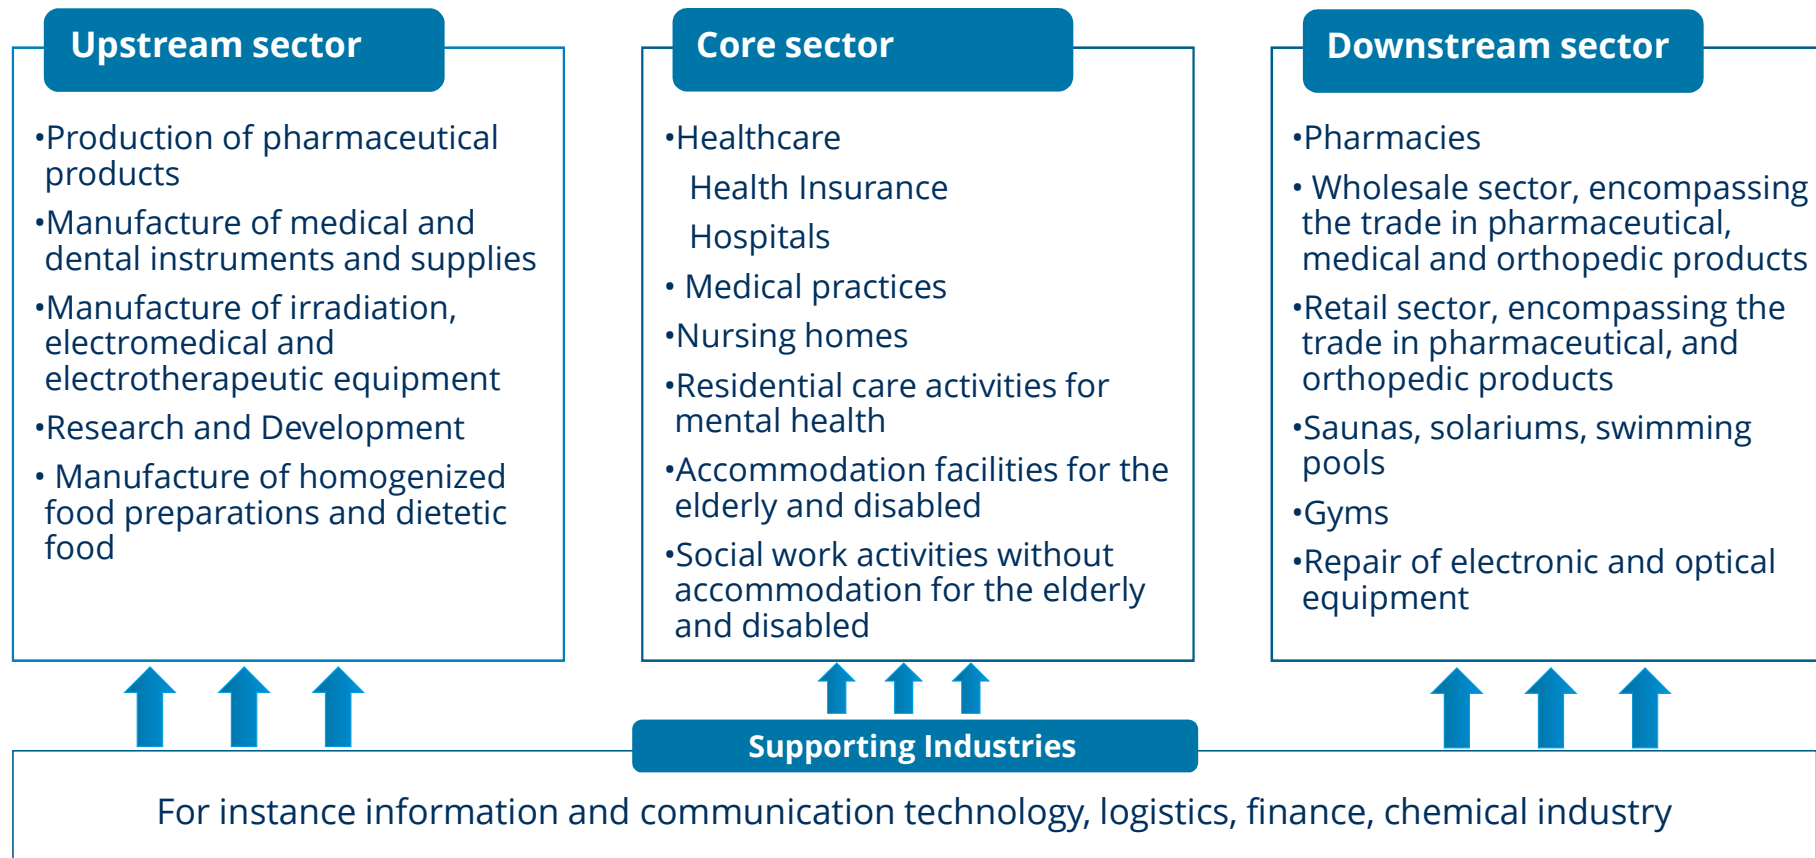 Upstream sector
•Production of pharmaceutical
products
•Manufacture of medical and
dental instruments and supplies
•Manufacture of irradiation,
electromedical and
electrotherapeutic equipment
•Research and Development
• Manufacture of homogenized
food preparations and dietetic
food
Core sector
•Healthcare
Health Insurance
Hospitals
• Medical practices
•Nursing homes
•Residential care activities for
mental health
•Accommodation facilities for the
elderly and disabled
•Social work activities without
accommodation for the elderly
and disabled
Downstream sector
•Pharmacies
• Wholesale sector, encompassing
the trade in pharmaceutical,
medical and orthopedic products
•Retail sector, encompassing the
trade in pharmaceutical, and
orthopedic products
•Saunas, solariums, swimming
pools
•Gyms
•Repair of electronic and optical
equipment
Supporting Industries
For instance information and communication technology, logistics, finance, chemical industry